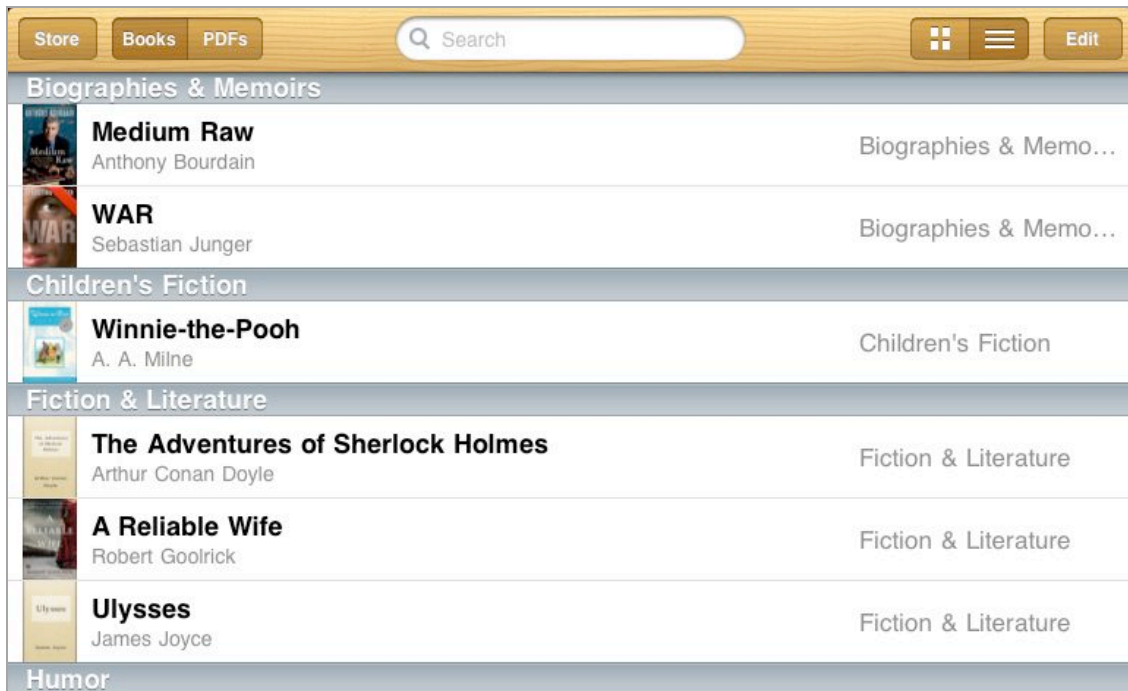 Store Books PDFs Search Edit
Biographies & Memoirs
Medium Raw
Anthony Bourdain
Biographies & Memo...
WAR
Sebastian Junger
Biographies & Memo...
Children's Fiction
Winnie-the-Pooh
A. A. Milne
Children's Fiction
Fiction & Literature
The Adventures of Sherlock Holmes
Arthur Conan Doyle
Fiction & Literature
A Reliable Wife
Robert Goolrick
Fiction & Literature
Ulysses
James Joyce
Fiction & Literature
Humor